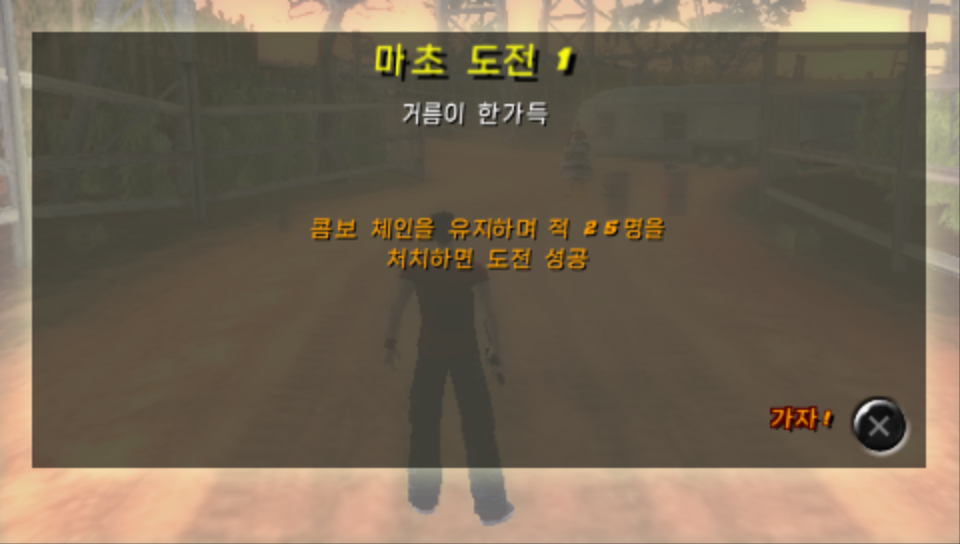 마초 도전 1
거름이 한가득
콤보 체인을 유지하며 적 25명을
처치하면 도전 성공
가자!